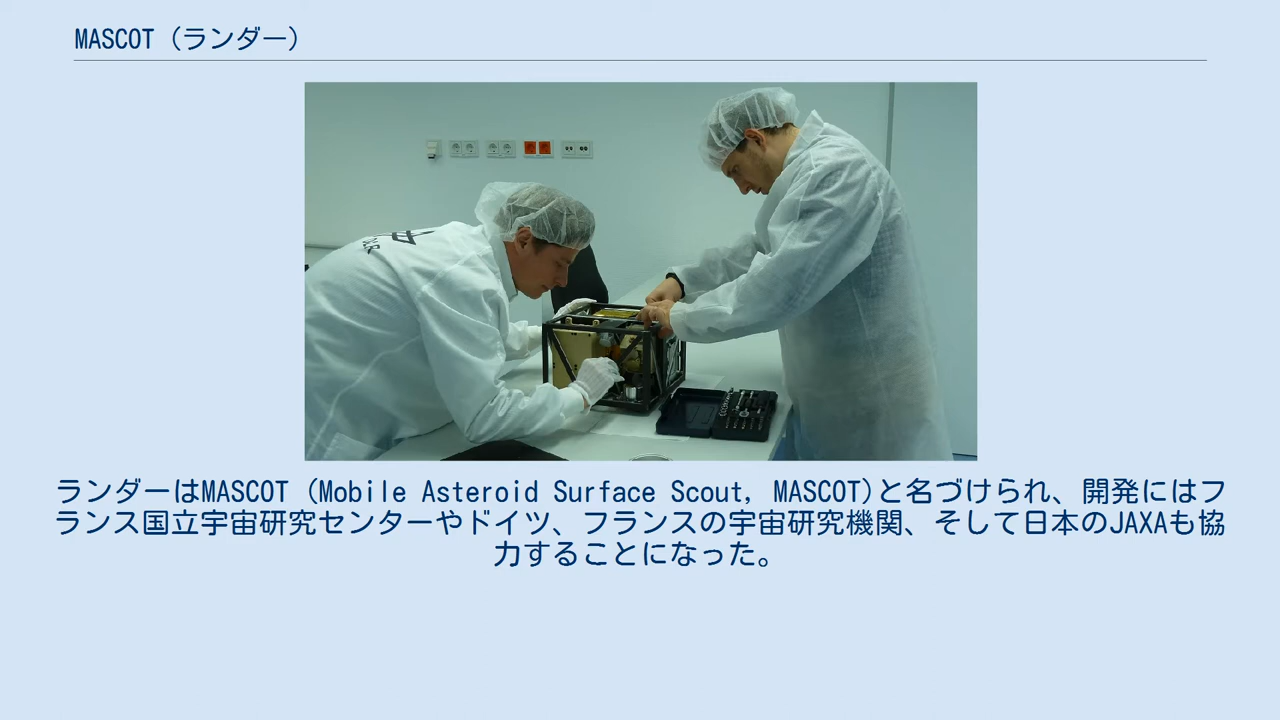 MASCOT（ランダー）
DLR
ランダーはMASCOT (Mobile Asteroid Surface Scout, MASCOT)と名づけられ、開発にはフ
ランス国立宇宙研究センターやドイツ、フランスの宇宙研究機関、そして日本のJAXAも協
力することになった。